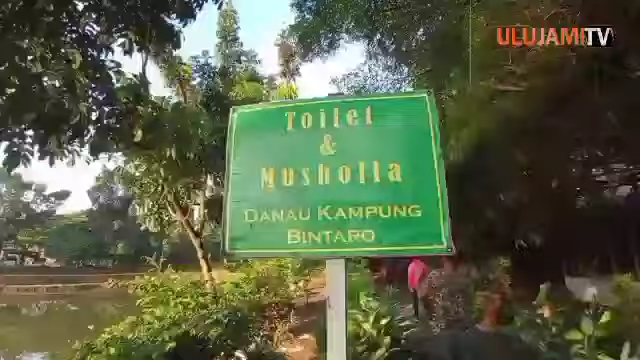 ULUJAMITV
Toilet
&
Musholla
DANAU KAMPUNG
BINTARO